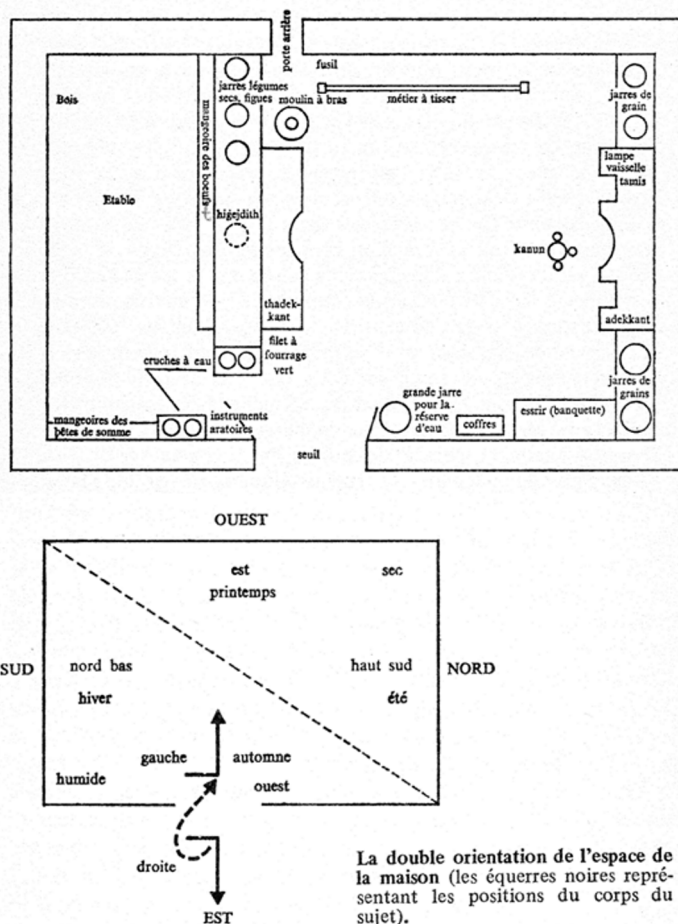 porte arrière
fusil
jarres légumes
secs, figues
moulin à bras
métier à tisser
jarres de
grain
Bois
mangeoire des bœufs
lampe
vaisselle
tamis
Etable
higejdith
kanun
thadek-
kant
adekkant
filet à
fourrage
vert
cruches à eau
jarres de
grains
grande jarre
pour la
réserve
d'eau
coffres
essrir (banquette)
mangeoires des
bêtes de somme
instruments
aratoires
seuil
OUEST
est
printemps
sec
SUD
nord bas
hiver
haut sud
été
NORD
gauche
automne
humide
ouest
droite
EST
La double orientation de l'espace de
la maison (les équerres noires repré-
sentant les positions du corps du
sujet).